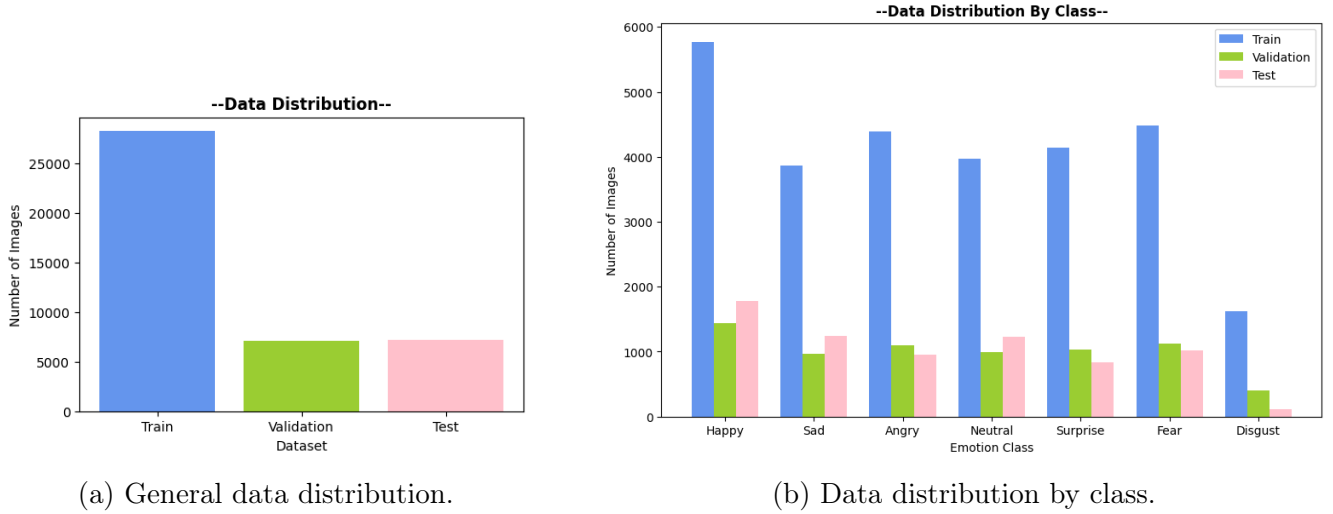 --Data Distribution--
Number of Images
25000
20000
15000
10000
5000
0
Train
Validation
Test
Dataset
(a) General data distribution.
--Data Distribution By Class--
Train
Validation
Test
Number of Images
6000
5000
4000
3000
2000
1000
0
Happy
Sad
Angry
Neutral
Surprise
Fear
Disgust
Emotion Class
(b) Data distribution by class.